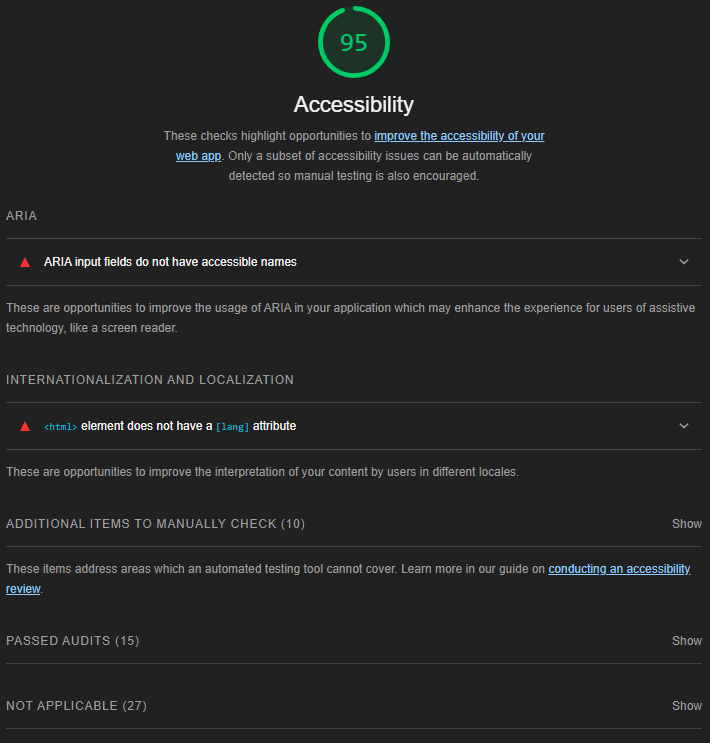 95
Accessibility
These checks highlight opportunities to improve the accessibility of your
web app. Only a subset of accessibility issues can be automatically
detected so manual testing is also encouraged.
ARIA
ARIA input fields do not have accessible names
These are opportunities to improve the usage of ARIA in your application which may enhance the experience for users of assistive
technology, like a screen reader.
INTERNATIONALIZATION AND LOCALIZATION
<html> element does not have a [lang] attribute
These are opportunities to improve the interpretation of your content by users in different locales.
ADDITIONAL ITEMS TO MANUALLY CHECK (10) Show
These items address areas which an automated testing tool cannot cover. Learn more in our guide on conducting an accessibility
review.
PASSED AUDITS (15) Show
NOT APPLICABLE (27) Show